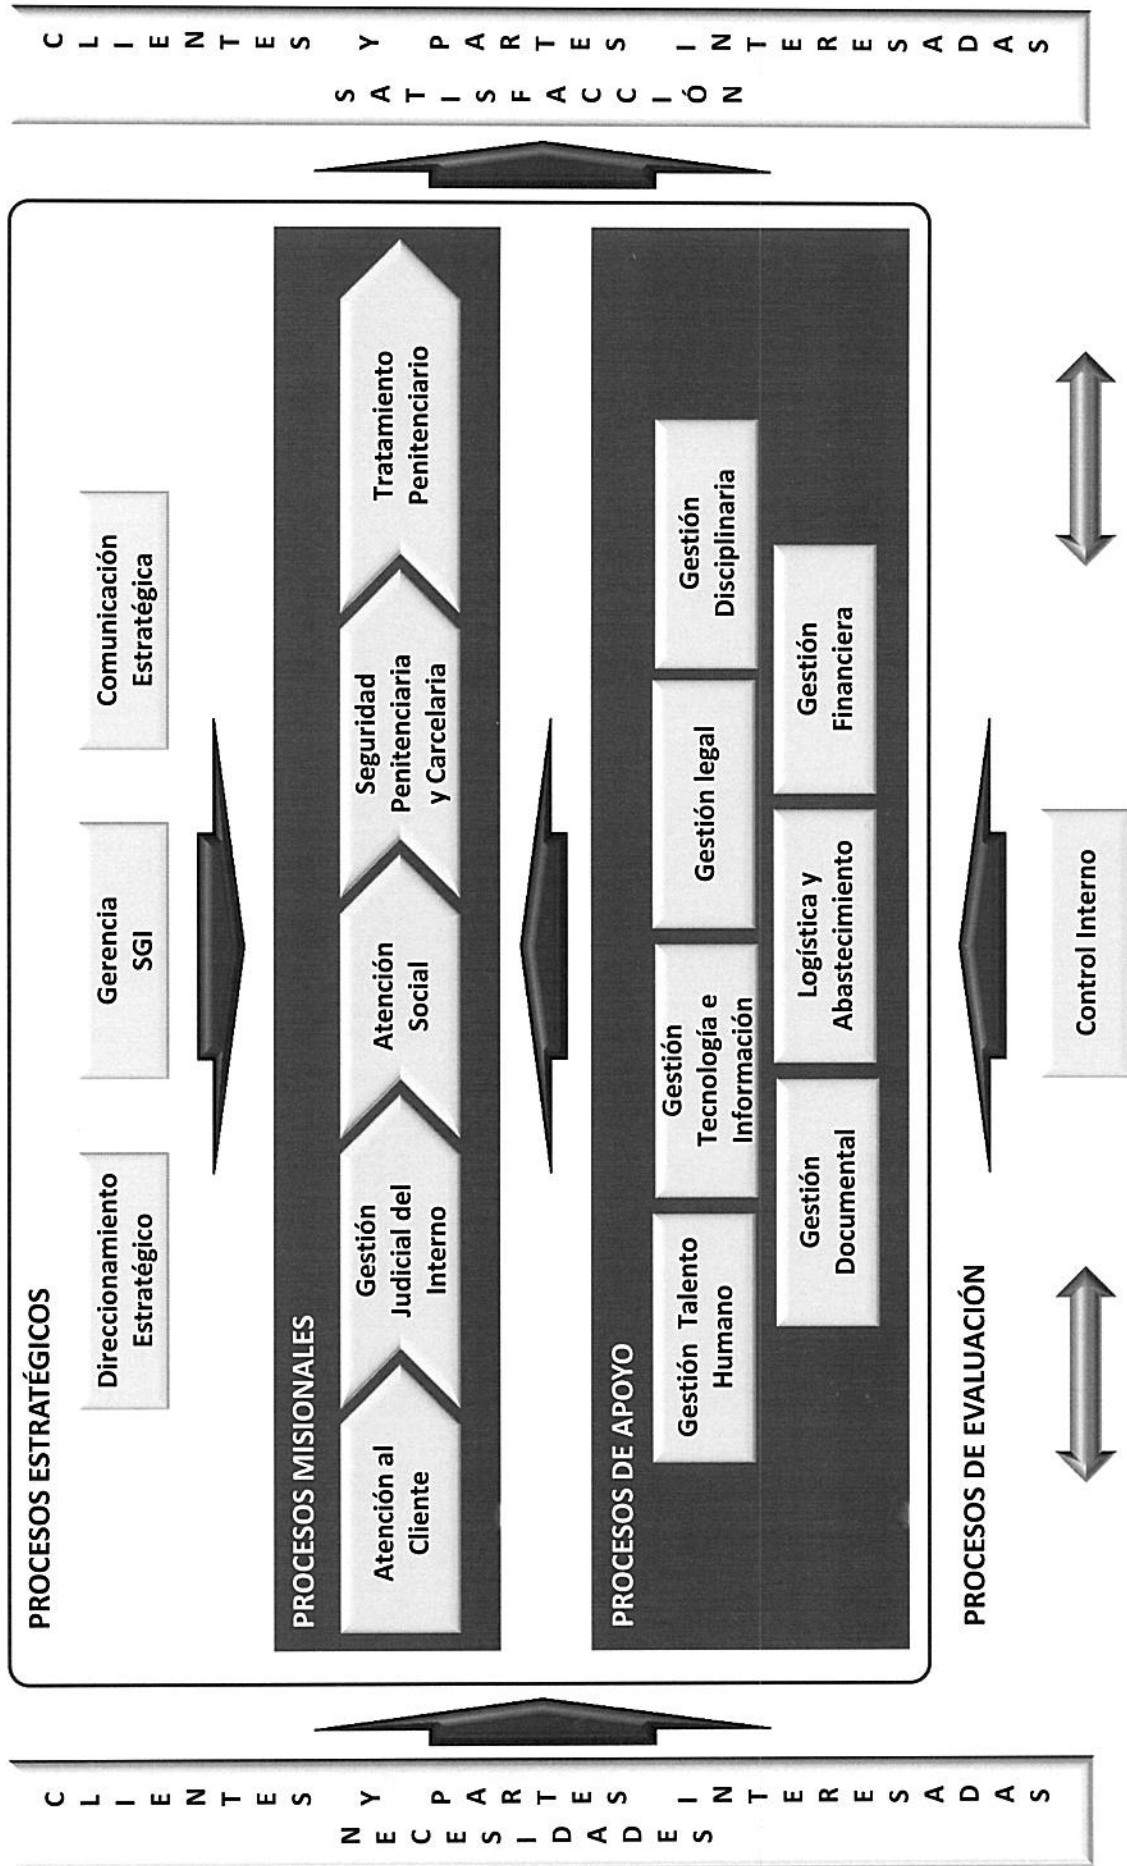 CLIENTES Y PARTES INTERESADAS
NECESIDADES
PROCESOS ESTRATÉGICOS
Direccionamiento
Estratégico
Gerencia
SGI
Comunicación
Estratégica
PROCESOS MISIONALES
Atención al
Cliente
Gestión
Judicial del
Interno
Atención
Social
Seguridad
Penitenciaria
y Carcelaria
Tratamiento
Penitenciario
PROCESOS DE APOYO
Gestión Talento
Humano
Gestión
Tecnología e
Información
Gestión legal
Gestión
Disciplinaria
Gestión
Documental
Logística y
Abastecimiento
Gestión
Financiera
PROCESOS DE EVALUACIÓN
Control Interno
CLIENTES Y PARTES INTERESADAS
SATISFACCIÓN